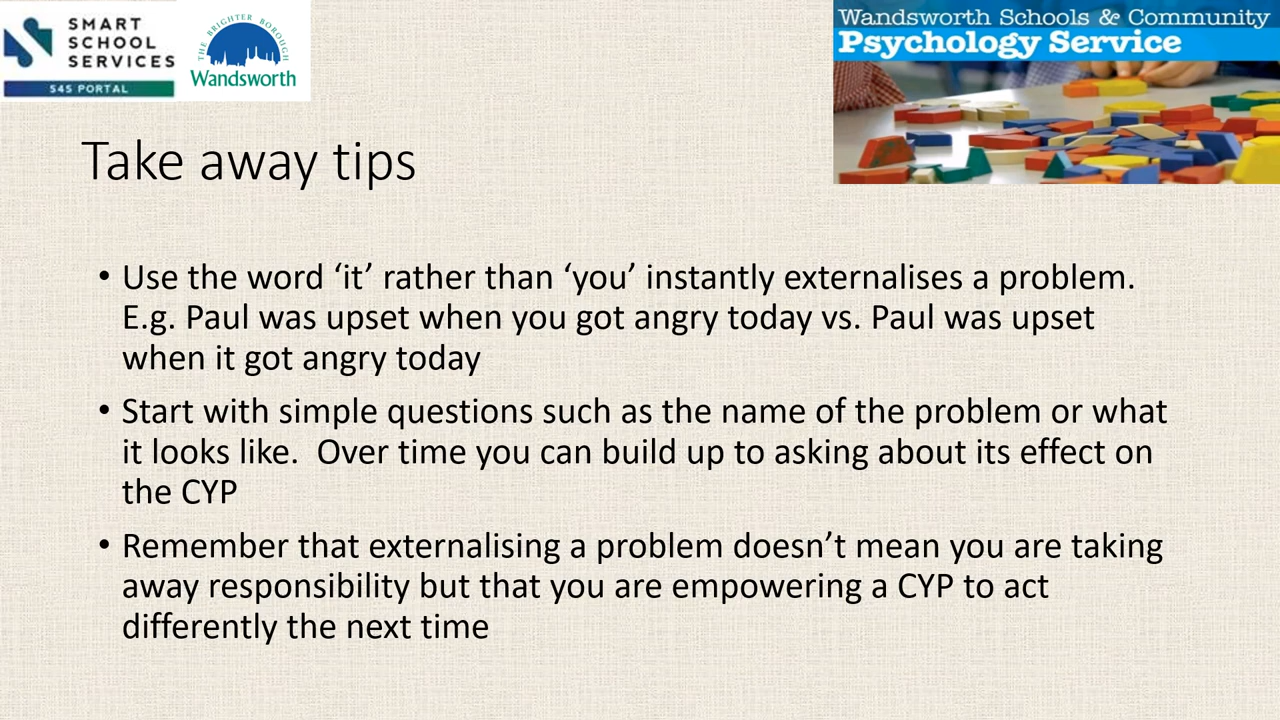 SMART
SCHOOL
SERVICES
S4S PORTAL
THE BRIGHTER BOROUGH
Wandsworth
Wandsworth Schools & Community
Psychology Service
Take away tips
• Use the word ‘it’ rather than ‘you’ instantly externalises a problem.
E.g. Paul was upset when you got angry today vs. Paul was upset
when it got angry today
• Start with simple questions such as the name of the problem or what
it looks like.  Over time you can build up to asking about its effect on
the CYP
• Remember that externalising a problem doesn’t mean you are taking
away responsibility but that you are empowering a CYP to act
differently the next time